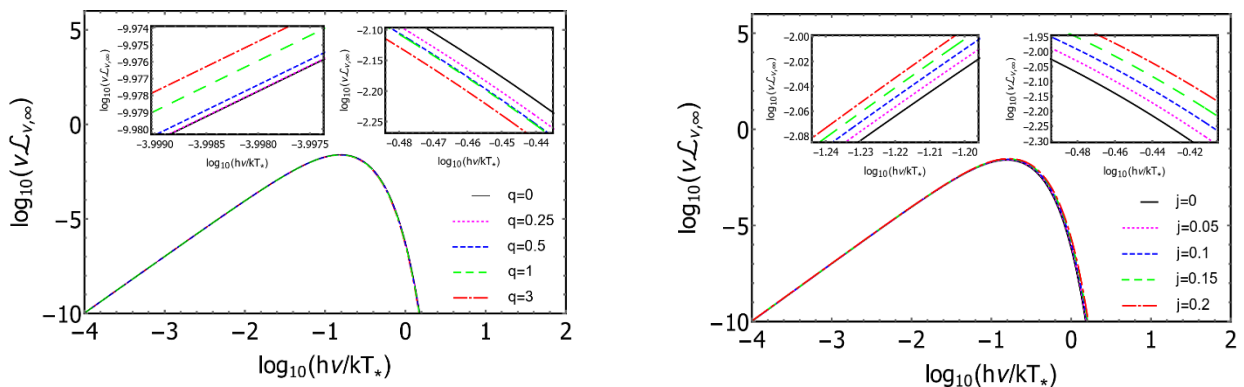 5
0
−5
−10
−4
−3
−2
−1
0
1
2
log₁₀(νℒν,∞)
log₁₀(hν/kT*)
−9.974
−9.975
−9.976
−9.977
−9.978
−9.979
−9.980
−3.9990
−3.9985
−3.9980
−3.9975
log₁₀(νℒν,∞)
log₁₀(hν/kT*)
−2.10
−2.15
−2.20
−2.25
−0.48
−0.47
−0.46
−0.45
−0.44
log₁₀(νℒν,∞)
log₁₀(hν/kT*)
q=0
q=0.25
q=0.5
q=1
q=3
5
0
−5
−10
−4
−3
−2
−1
0
1
2
log₁₀(νℒν,∞)
log₁₀(hν/kT*)
−2.00
−2.02
−2.04
−2.06
−2.08
−1.24
−1.23
−1.22
−1.21
−1.20
log₁₀(νℒν,∞)
log₁₀(hν/kT*)
−1.95
−2.00
−2.05
−2.10
−2.15
−2.20
−2.25
−2.30
−0.48
−0.46
−0.44
−0.42
log₁₀(νℒν,∞)
log₁₀(hν/kT*)
j=0
j=0.05
j=0.1
j=0.15
j=0.2